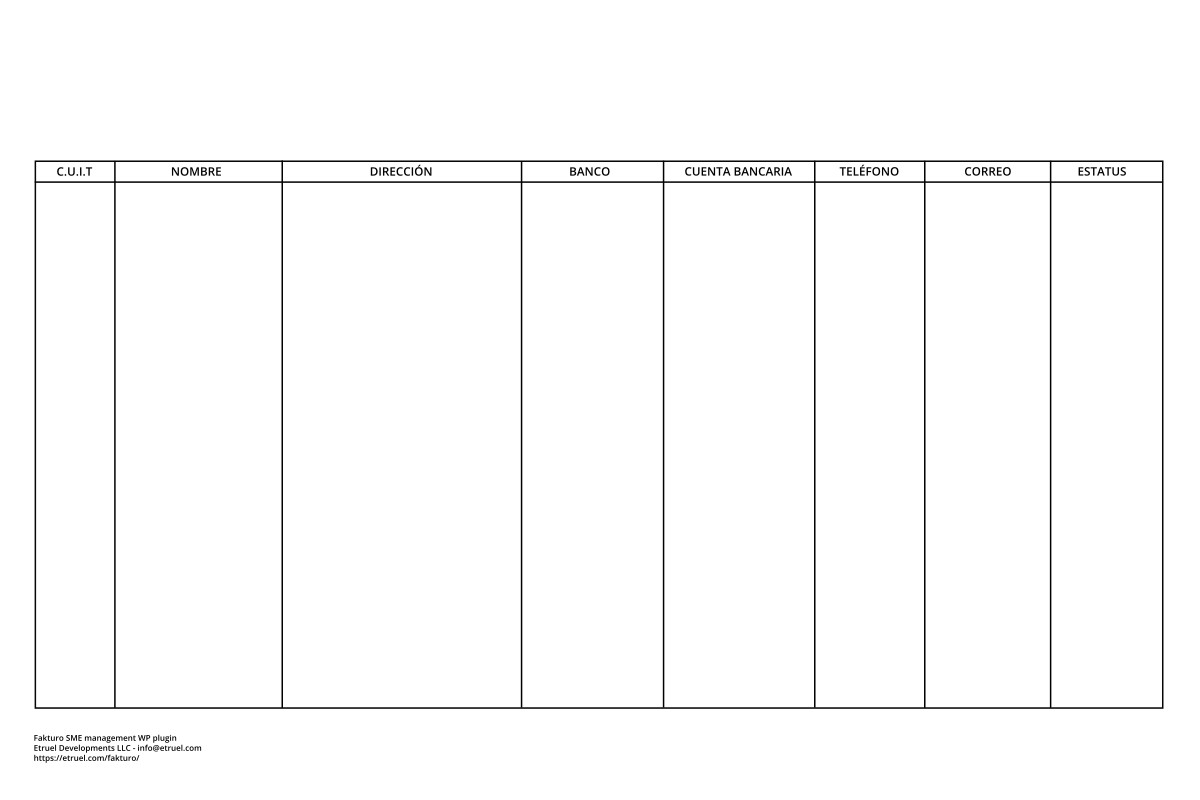 C.U.I.T NOMBRE DIRECCIÓN BANCO CUENTA BANCARIA TELÉFONO CORREO ESTATUS
Fakturo SME management WP plugin
Etruel Developments LLC - info@etruel.com
https://etruel.com/fakturo/